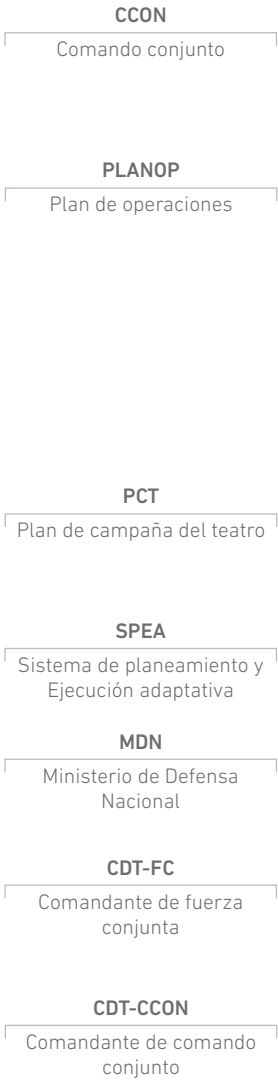 CCON
Comando conjunto
PLANOP
Plan de operaciones
PCT
Plan de campaña del teatro
SPEA
Sistema de planeamiento y
Ejecución adaptativa
MDN
Ministerio de Defensa
Nacional
CDT-FC
Comandante de fuerza
conjunta
CDT-CCON
Comandante de comando
conjunto